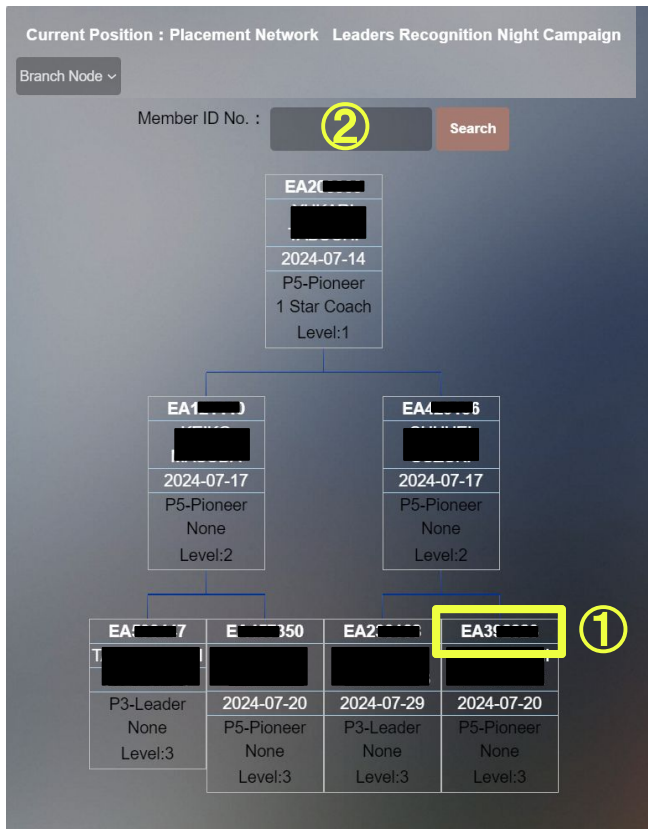 Current Position：Placement Network Leaders Recognition Night Campaign
Branch Node
Member ID No.：
②
Search
2024-07-14
P5-Pioneer
1 Star Coach
Level:1
2024-07-17
P5-Pioneer
None
Level:2
2024-07-17
P5-Pioneer
None
Level:2
①
P3-Leader
None
Level:3
2024-07-20
P5-Pioneer
None
Level:3
2024-07-29
P3-Leader
None
Level:3
2024-07-20
P5-Pioneer
None
Level:3